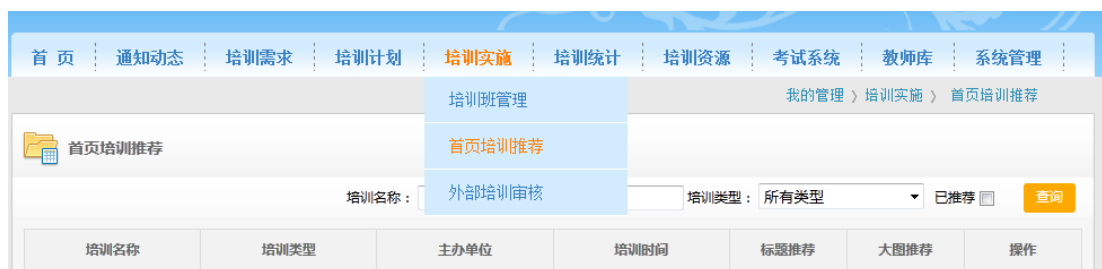 首 页 通知动态 培训需求 培训计划 培训实施 培训统计 培训资源 考试系统 教师库 系统管理
培训班管理
首页培训推荐
外部培训审核
我的管理 〉 培训实施 〉 首页培训推荐
首页培训推荐
培训名称： 培训类型： 所有类型 已推荐 查询
培训名称 培训类型 主办单位 培训时间 标题推荐 大图推荐 操作